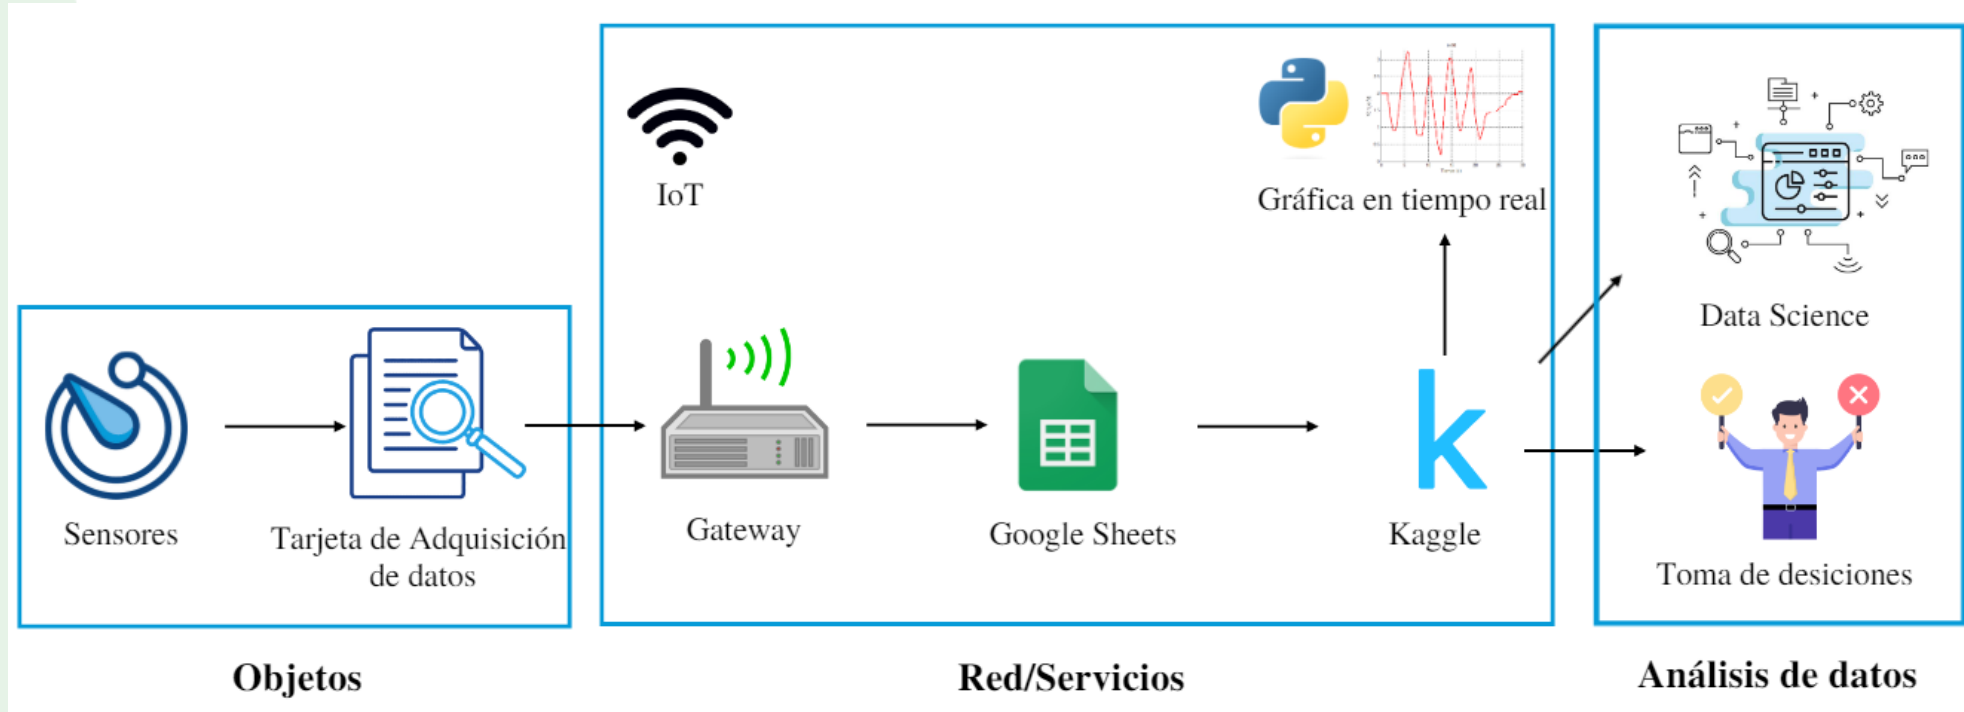 IoT
Gráfica en tiempo real
Data Science
Sensores
Tarjeta de Adquisición
de datos
Gateway
Google Sheets
Kaggle
Toma de desiciones
Objetos
Red/Servicios
Análisis de datos